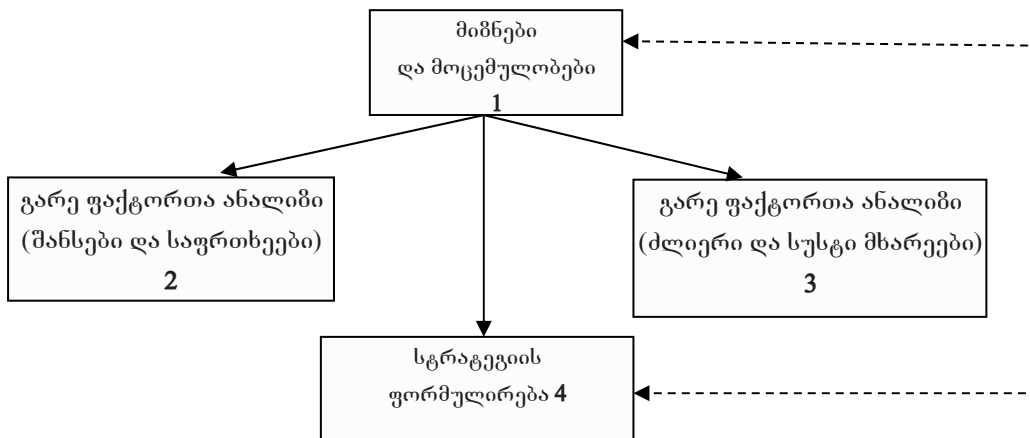 მიზნები
და მოცემულობები
1
გარე ფაქტორთა ანალიზი
(შანსები და საფრთხეები)
2
გარე ფაქტორთა ანალიზი
(ძლიერი და სუსტი მხარეები)
3
სტრატეგიის
ფორმულირება 4